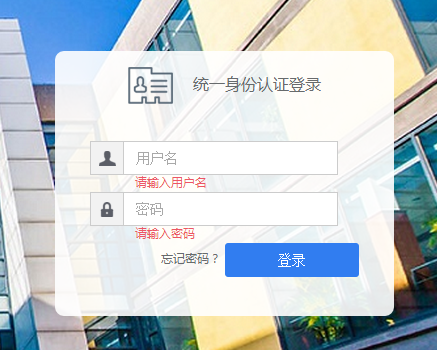 统一身份认证登录
用户名
请输入用户名
密码
请输入密码
忘记密码？ 登录